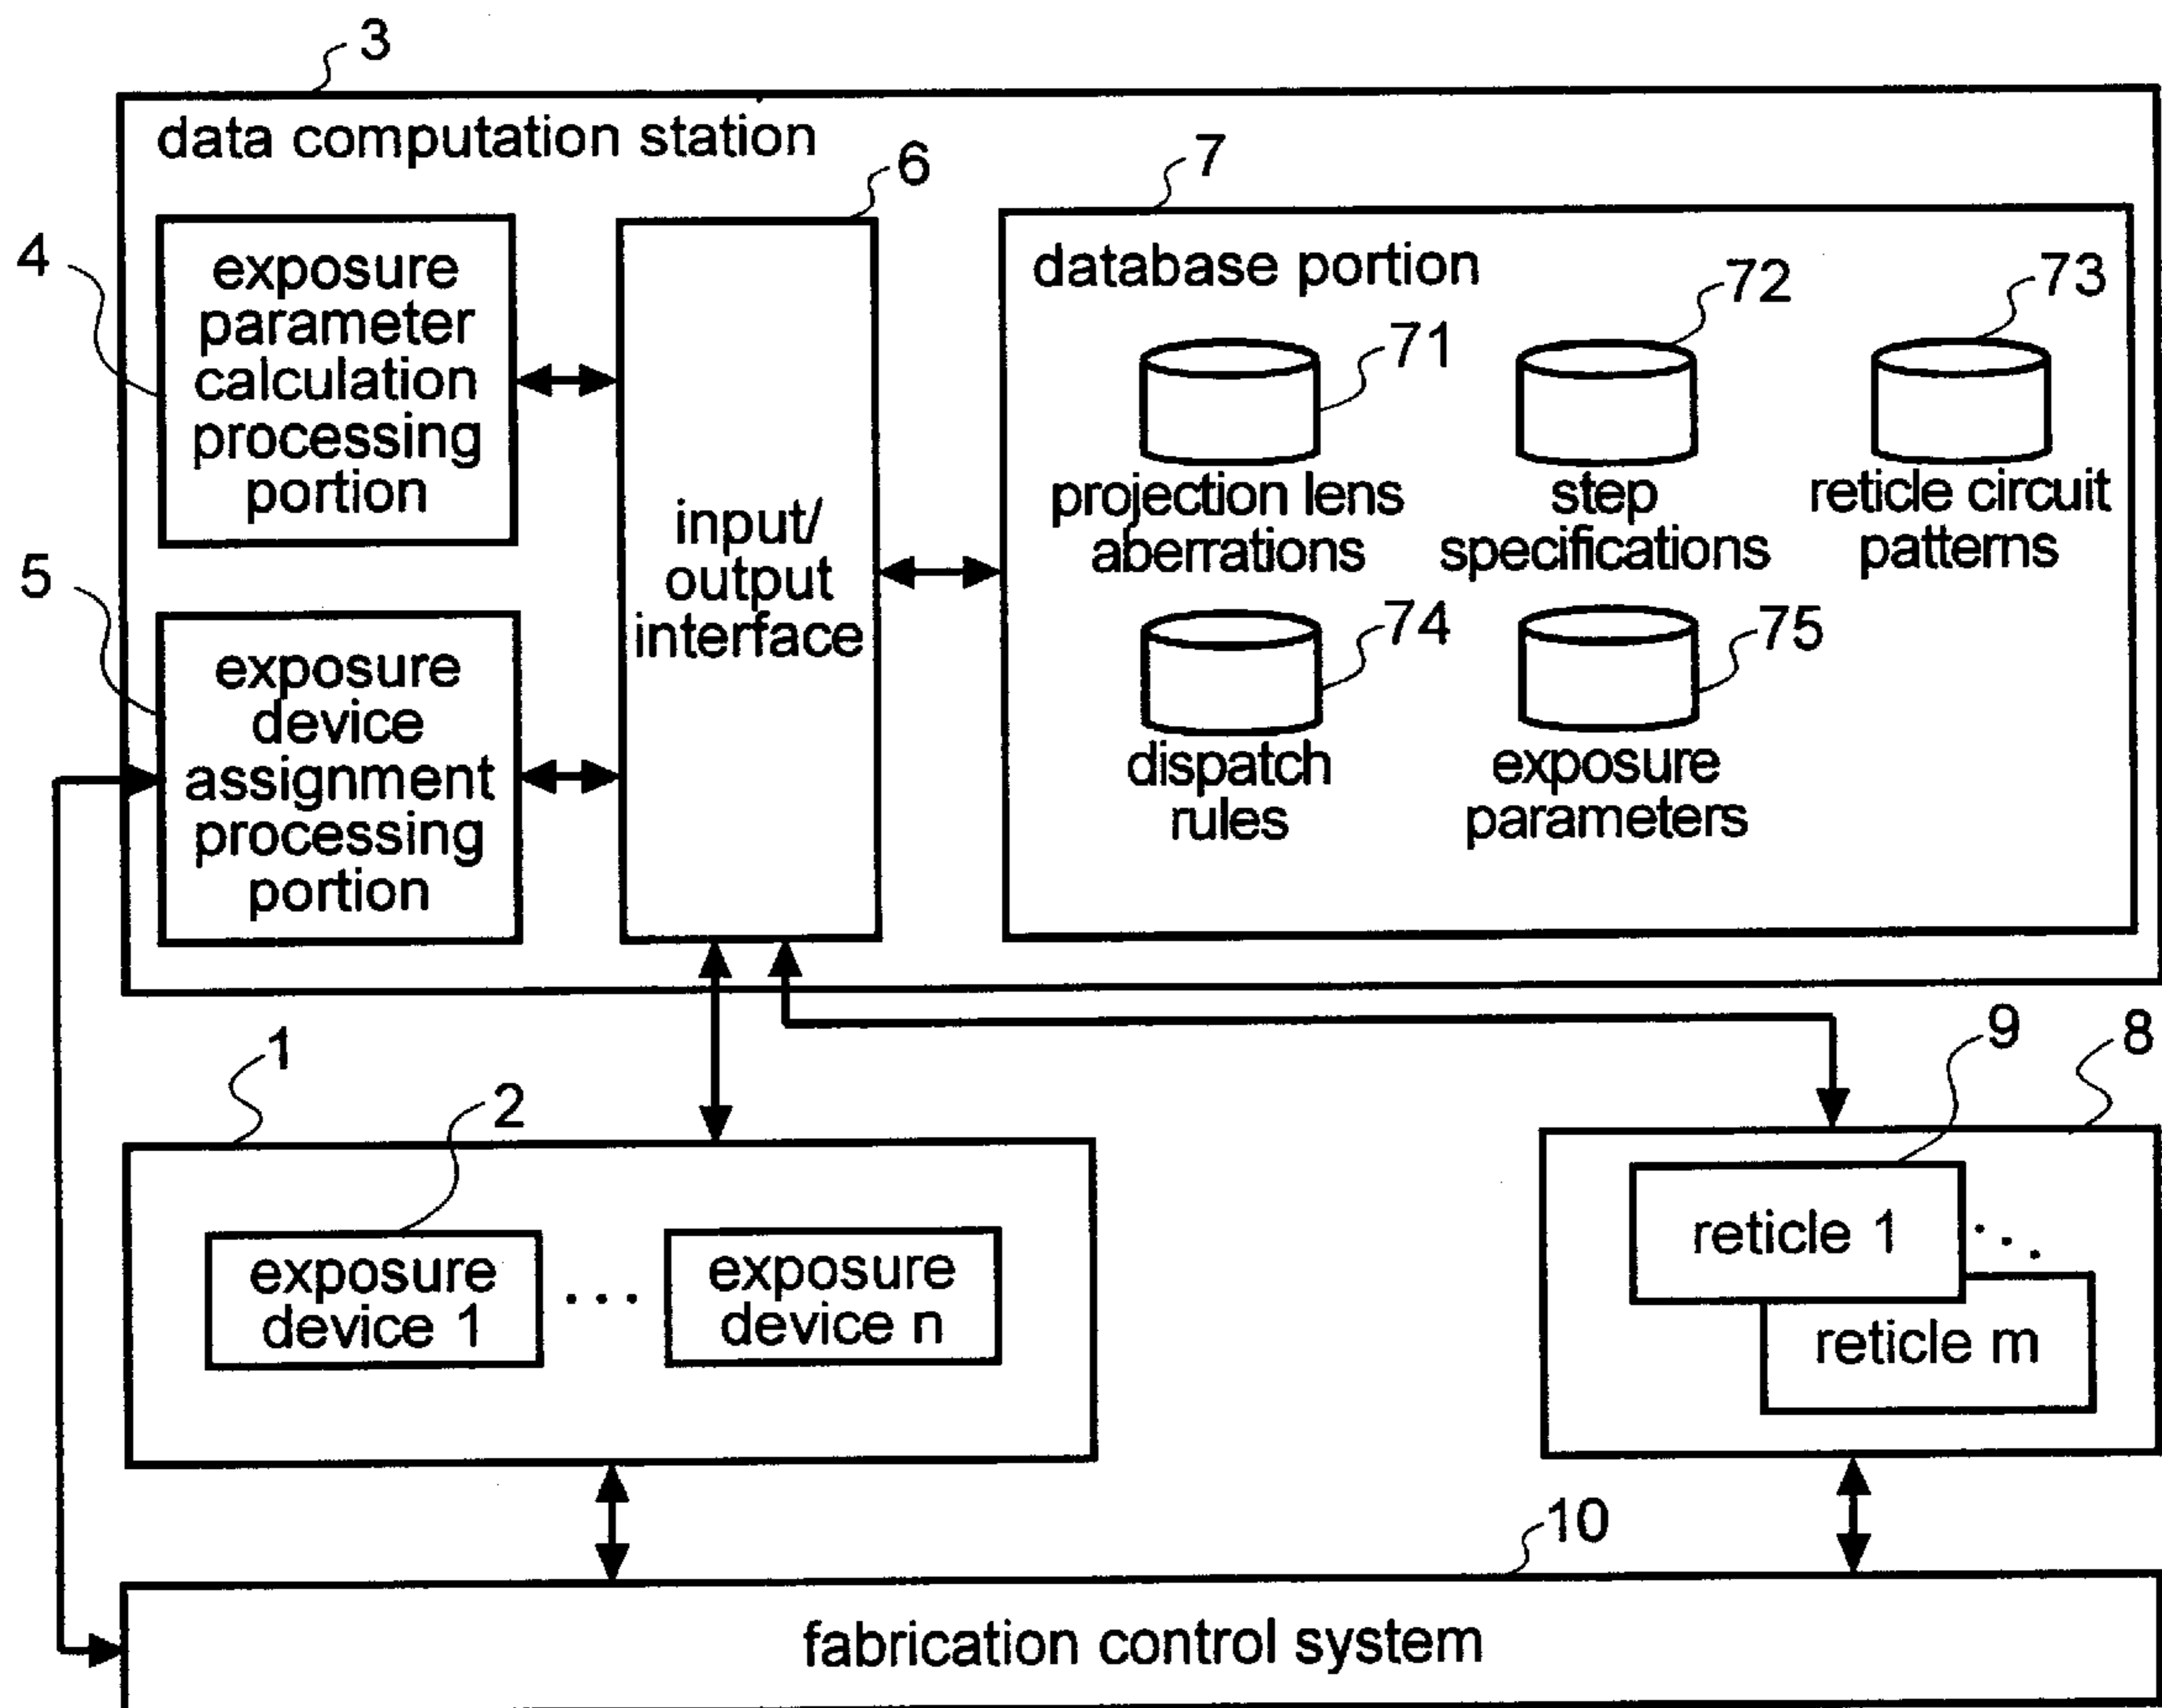 3
data computation station
6
7
4
exposure
parameter
calculation
processing
portion
5
exposure
device
assignment
processing
portion
input/
output
interface
database portion
71
72
73
projection lens
aberrations
step
specifications
reticle circuit
patterns
74
75
dispatch
rules
exposure
parameters
1
2
exposure
device 1
...
exposure
device n
9
8
reticle 1
...
reticle m
10
fabrication control system